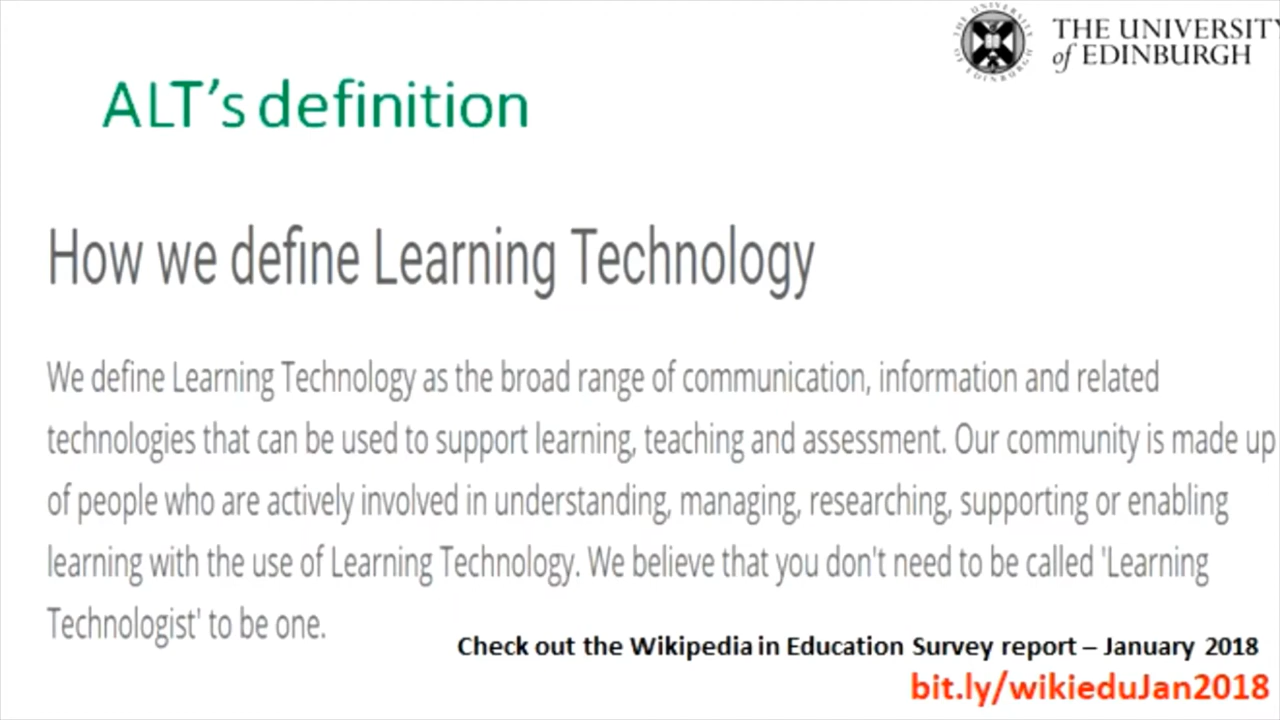 THE UNIVERSITY
of EDINBURGH
ALT's definition
How we define Learning Technology
We define Learning Technology as the broad range of communication, information and related
technologies that can be used to support learning, teaching and assessment. Our community is made up
of people who are actively involved in understanding, managing, researching, supporting or enabling
learning with the use of Learning Technology. We believe that you don't need to be called 'Learning
Technologist' to be one.
Check out the Wikipedia in Education Survey report – January 2018
bit.ly/wikieduJan2018